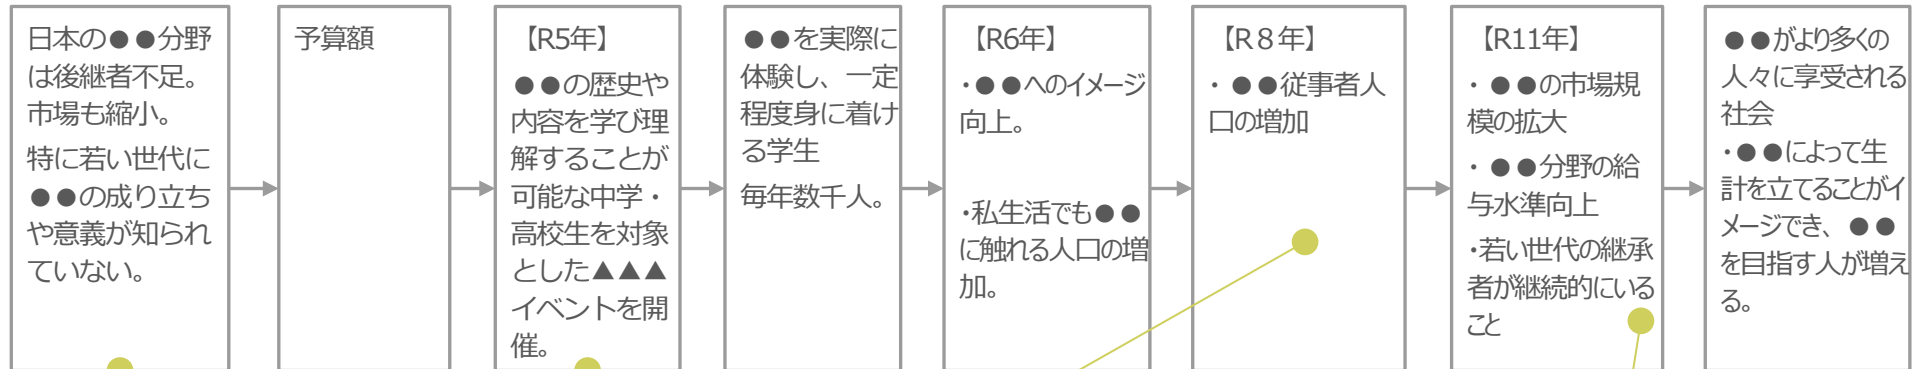 日本の●●分野
は後継者不足。
市場も縮小。
特に若い世代に
●●の成り立ち
や意義が知られ
ていない。
予算額
【R5年】
●●の歴史や
内容を学び理
解することが
可能な中学・
高校生を対象
とした▲▲▲
イベントを開
催。
●●を実際に
体験し、一定
程度身に着け
る学生
毎年数千人。
【R6年】
・●●へのイメージ
向上。
・私生活でも●●
に触れる人口の増
加。
【R８年】
・ ●●従事者人
口の増加
【R11年】
・ ●●の市場規
模の拡大
・ ●●分野の給
与水準向上
・若い世代の継承
者が継続的にいる
こと
●●がより多くの
人々に享受される
社会
・●●によって生
計を立てることがイ
メージでき、●●
を目指す人が増え
る。